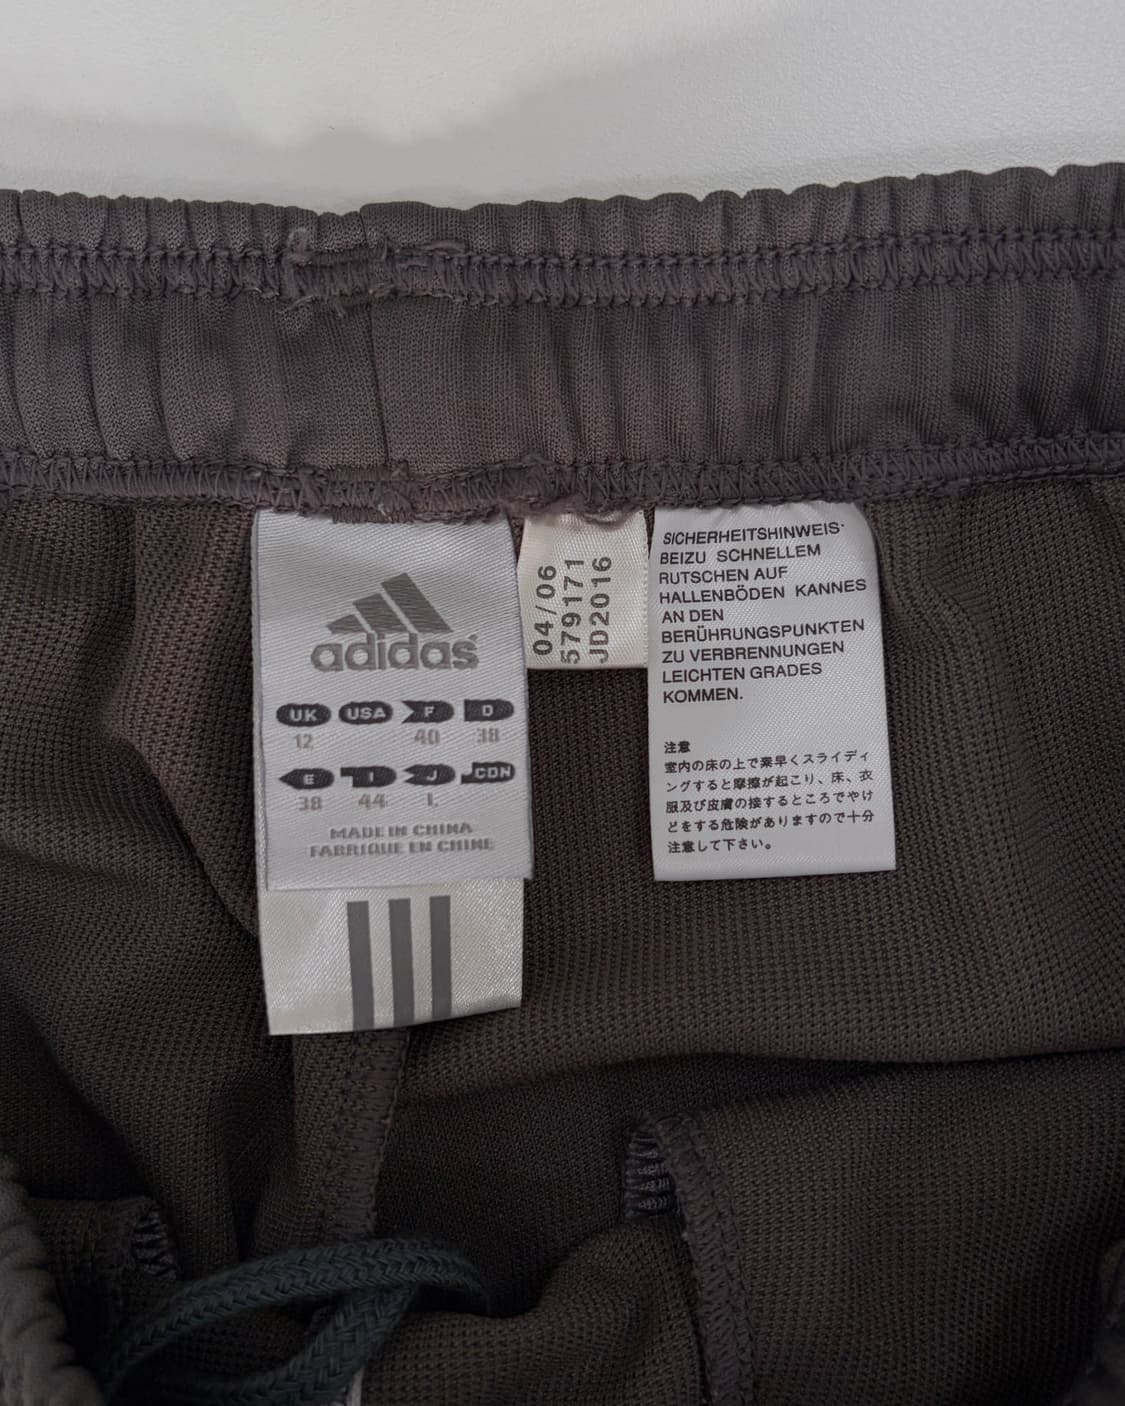 adidas
UK USA F D
12 40 38
E I J CDN
38 44 L
MADE IN CHINA
FABRIQUE EN CHINE
04/06
579171
JD2016
SICHERHEITSHINWEIS·
BEIZU SCHNELLEM
RUTSCHEN AUF
HALLENBÖDEN KANNES
AN DEN
BERÜHRUNGSPUNKTEN
ZU VERBRENNUNGEN
LEICHTEN GRADES
KOMMEN.
注意
室内の床の上で素早くスライディ
ングすると摩擦が起こり、床、衣
服及び皮膚の接するところでやけ
どをする危険がありますので十分
注意して下さい。